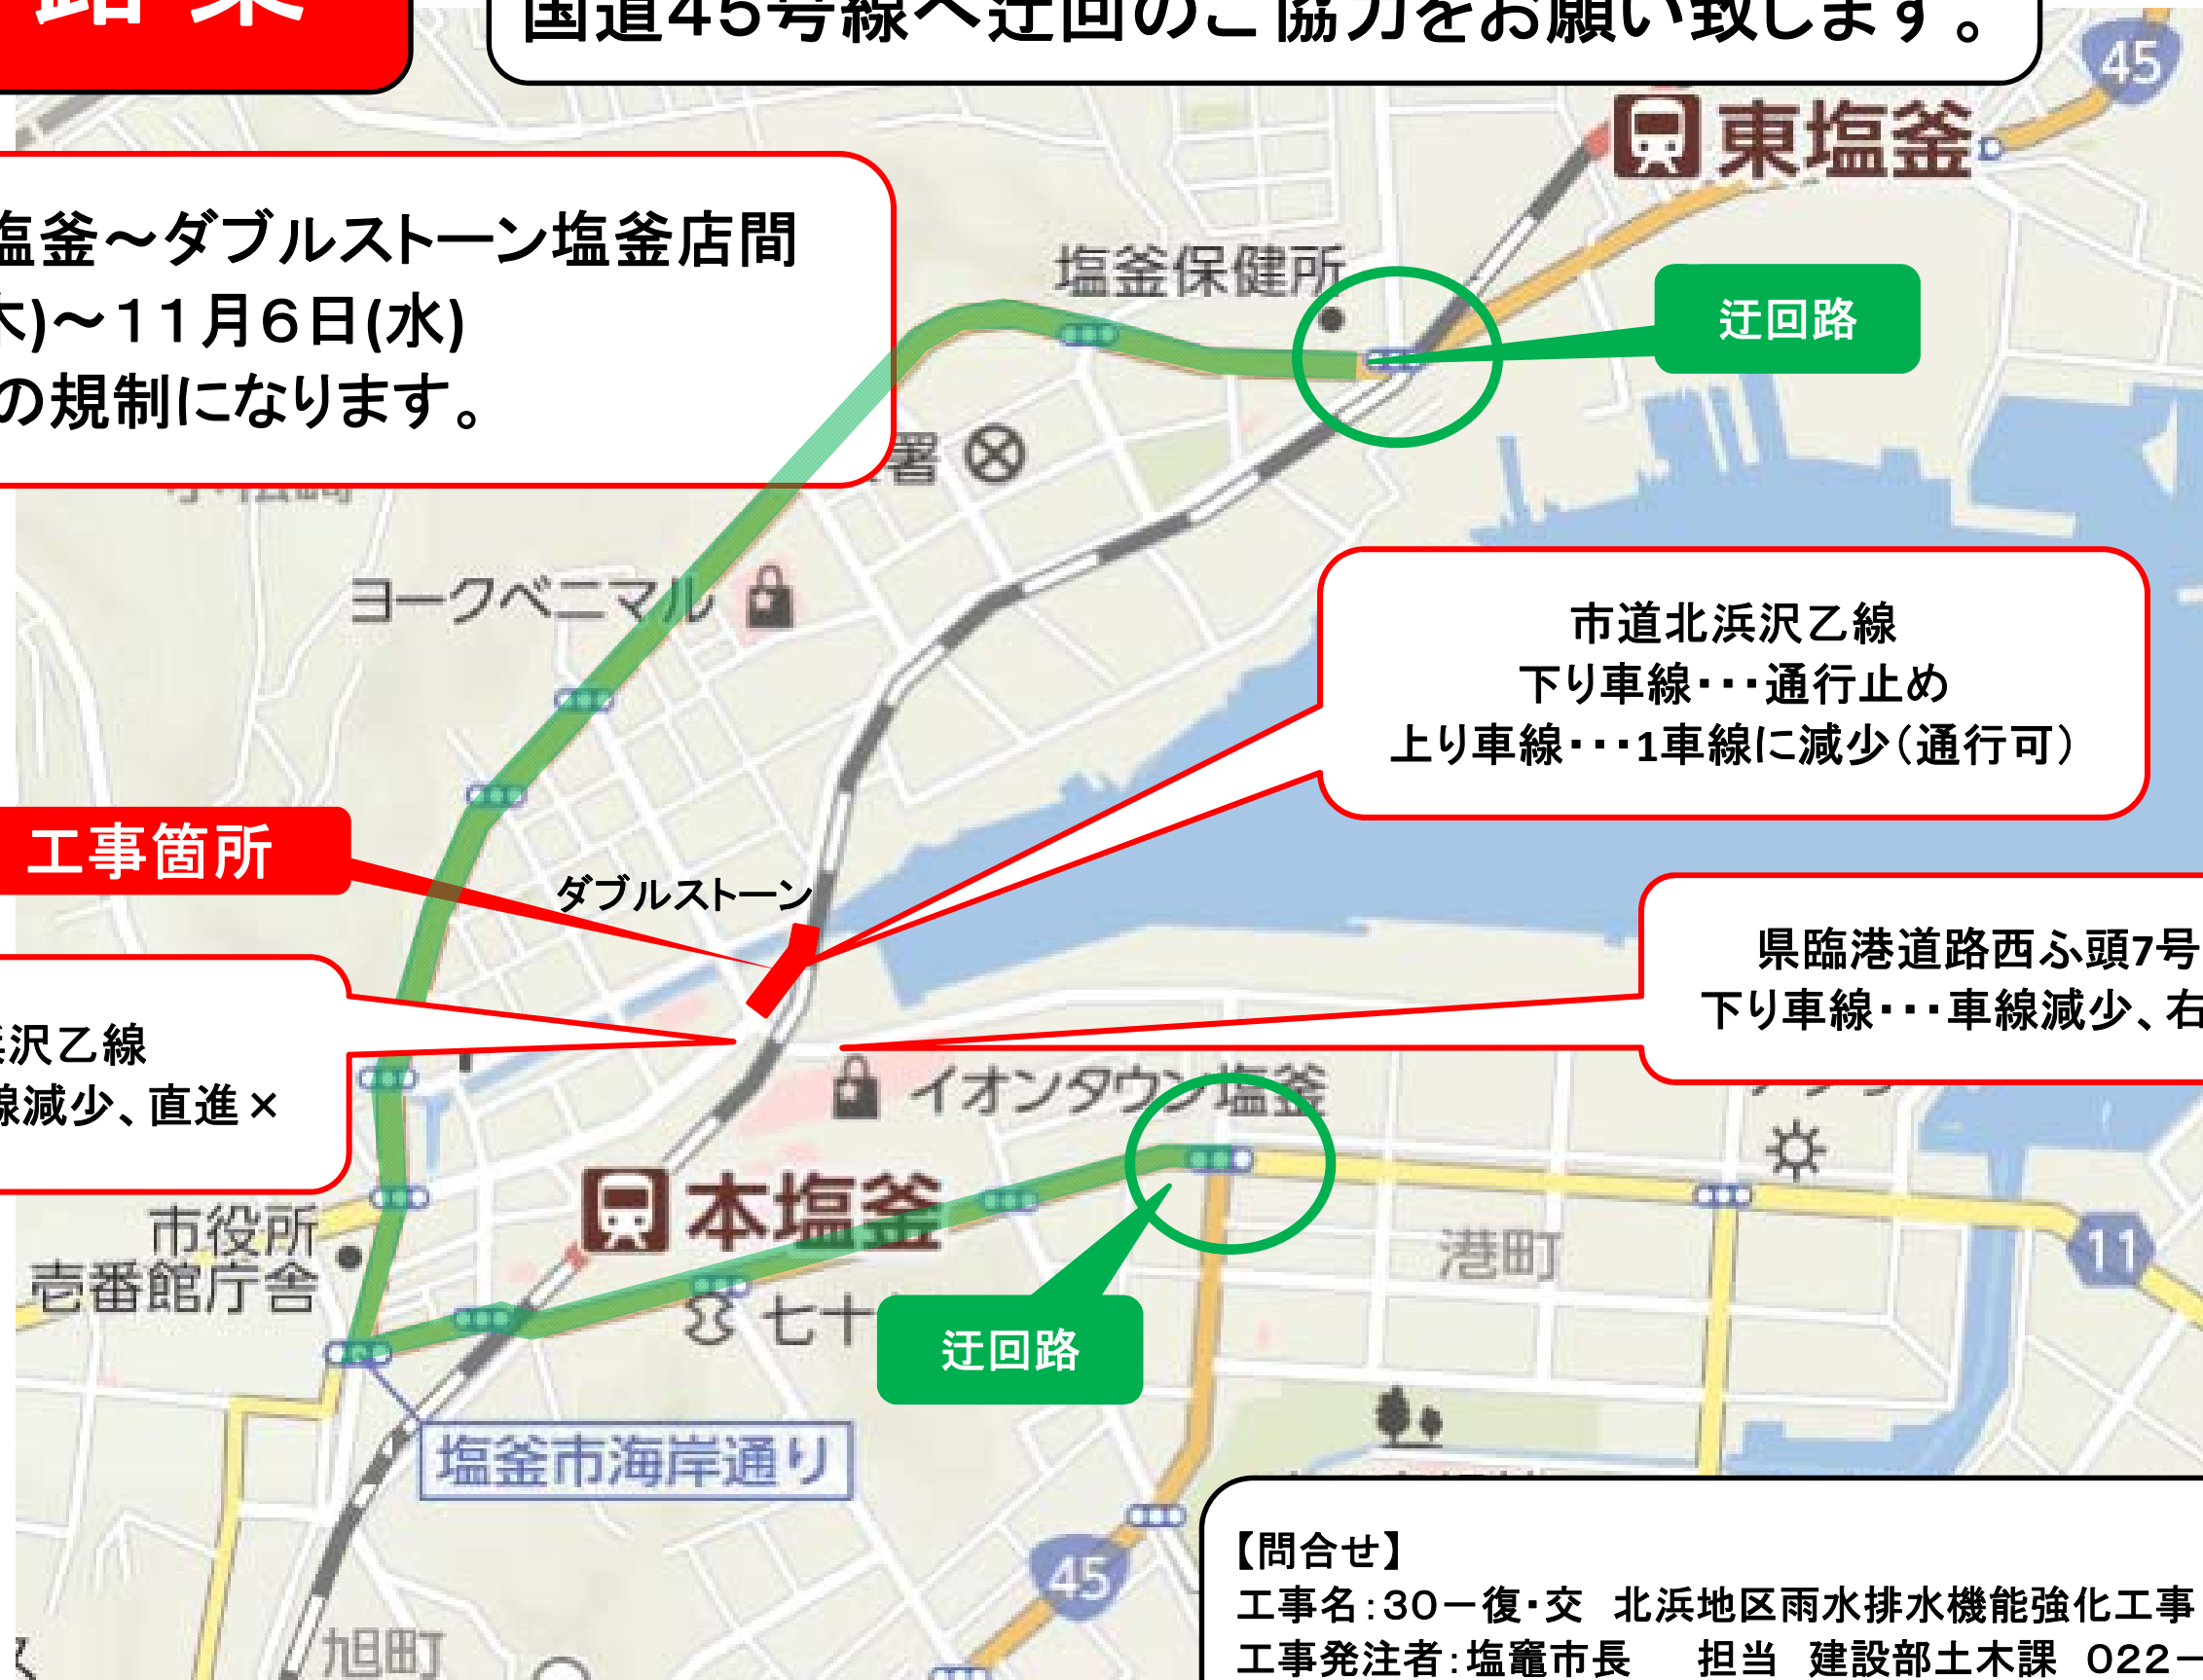 国道45号線へ迂回のご協力をお願い致します。
45
東塩釜
塩釜～ダブルストーン塩釜店間
木)～11月6日(水)
の規制になります。
塩釜保健所
迂回路
署
ヨークベニマル
市道北浜沢乙線
下り車線・・・通行止め
上り車線・・・1車線に減少(通行可)
工事箇所
ダブルストーン
県臨港道路西ふ頭7号
下り車線・・・車線減少、右
沢乙線
線減少、直進×
イオンタウン塩釜
本塩釜
市役所
壱番館庁舎
港町
11
七十
迂回路
塩釜市海岸通り
45
旭町
【問合せ】
工事名:30－復・交 北浜地区雨水排水機能強化工事
工事発注者:塩竈市長 担当 建設部土木課 022－